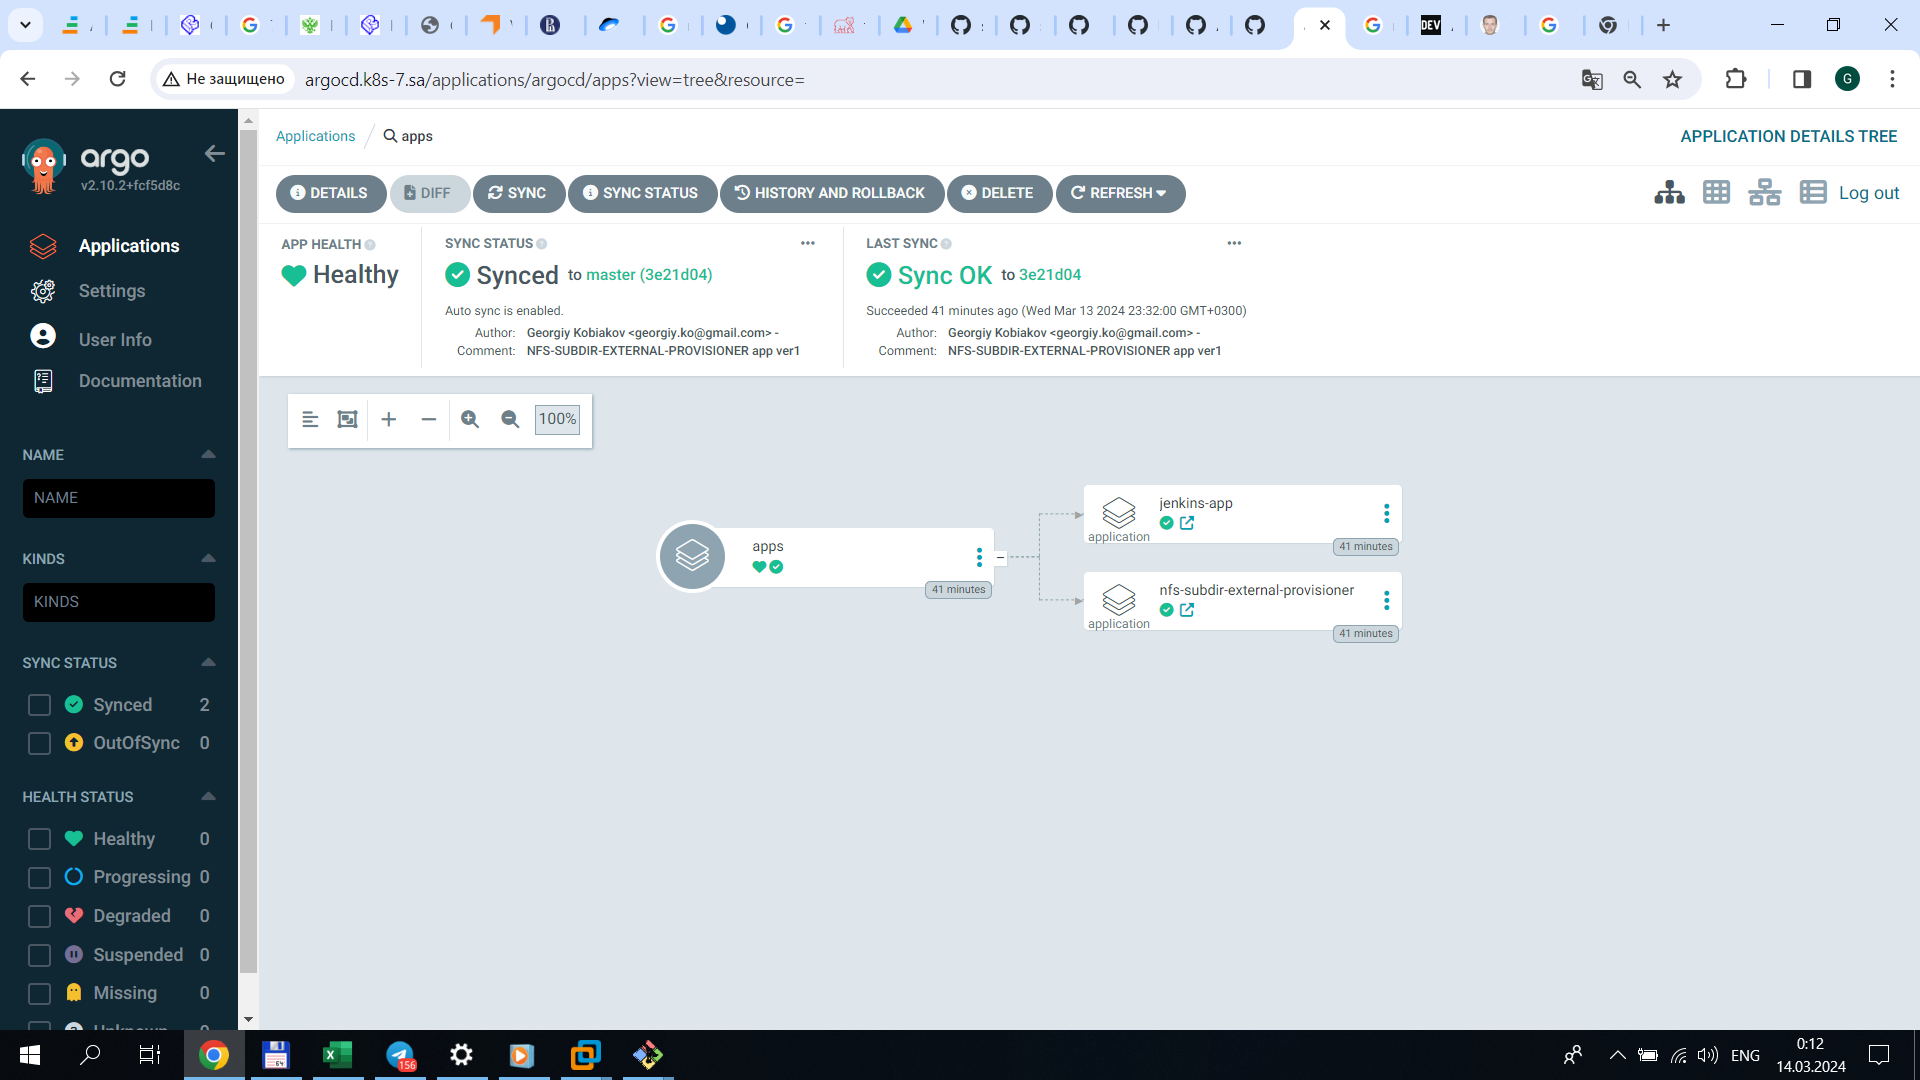 Не защищено
argocd.k8s-7.sa/applications/argocd/apps?view=tree&resource=
G
DEV
argo
v2.10.2+fcf5d8c
Applications
Settings
User Info
Documentation
NAME
NAME
KINDS
KINDS
SYNC STATUS
Synced 2
OutOfSync 0
HEALTH STATUS
Healthy 0
Progressing 0
Degraded 0
Suspended 0
Missing 0
Unknown 0
Applications / apps
APPLICATION DETAILS TREE
DETAILS
DIFF
SYNC
SYNC STATUS
HISTORY AND ROLLBACK
DELETE
REFRESH
Log out
APP HEALTH
Healthy
SYNC STATUS
Synced to master (3e21d04)
Auto sync is enabled.
Author: Georgiy Kobiakov <georgiy.ko@gmail.com> -
Comment: NFS-SUBDIR-EXTERNAL-PROVISIONER app ver1
LAST SYNC
Sync OK to 3e21d04
Succeeded 41 minutes ago (Wed Mar 13 2024 23:32:00 GMT+0300)
Author: Georgiy Kobiakov <georgiy.ko@gmail.com> -
Comment: NFS-SUBDIR-EXTERNAL-PROVISIONER app ver1
100%
apps
41 minutes
jenkins-app
application
41 minutes
nfs-subdir-external-provisioner
application
41 minutes
64
156
ENG
0:12
14.03.2024